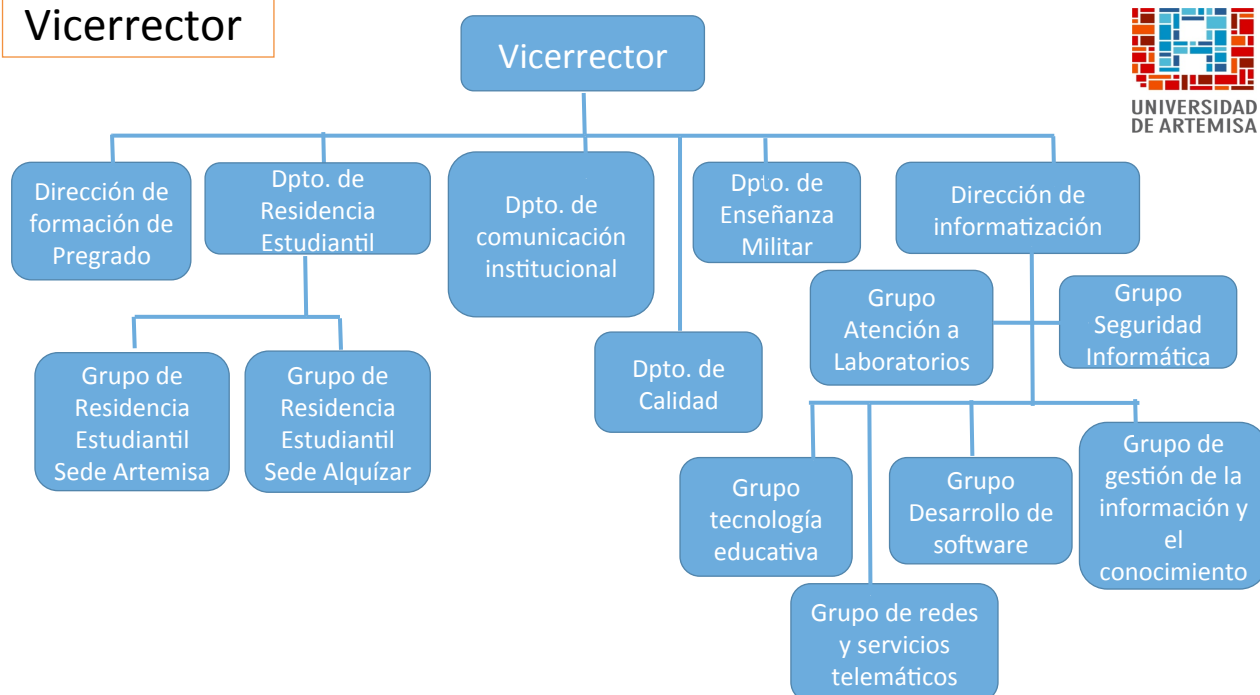 Vicerrector
Vicerrector
UNIVERSIDAD
DE ARTEMISA
Dirección de
formación de
Pregrado
Dpto. de
Residencia
Estudiantil
Dpto. de
comunicación
institucional
Dpto. de
Enseñanza
Militar
Dirección de
informatización
Grupo
Atención a
Laboratorios
Grupo
Seguridad
Informática
Grupo de
Residencia
Estudiantil
Sede Artemisa
Grupo de
Residencia
Estudiantil
Sede Alquízar
Dpto. de
Calidad
Grupo
tecnología
educativa
Grupo
Desarrollo de
software
Grupo de
gestión de la
información y
el
conocimiento
Grupo de redes
y servicios
telemáticos